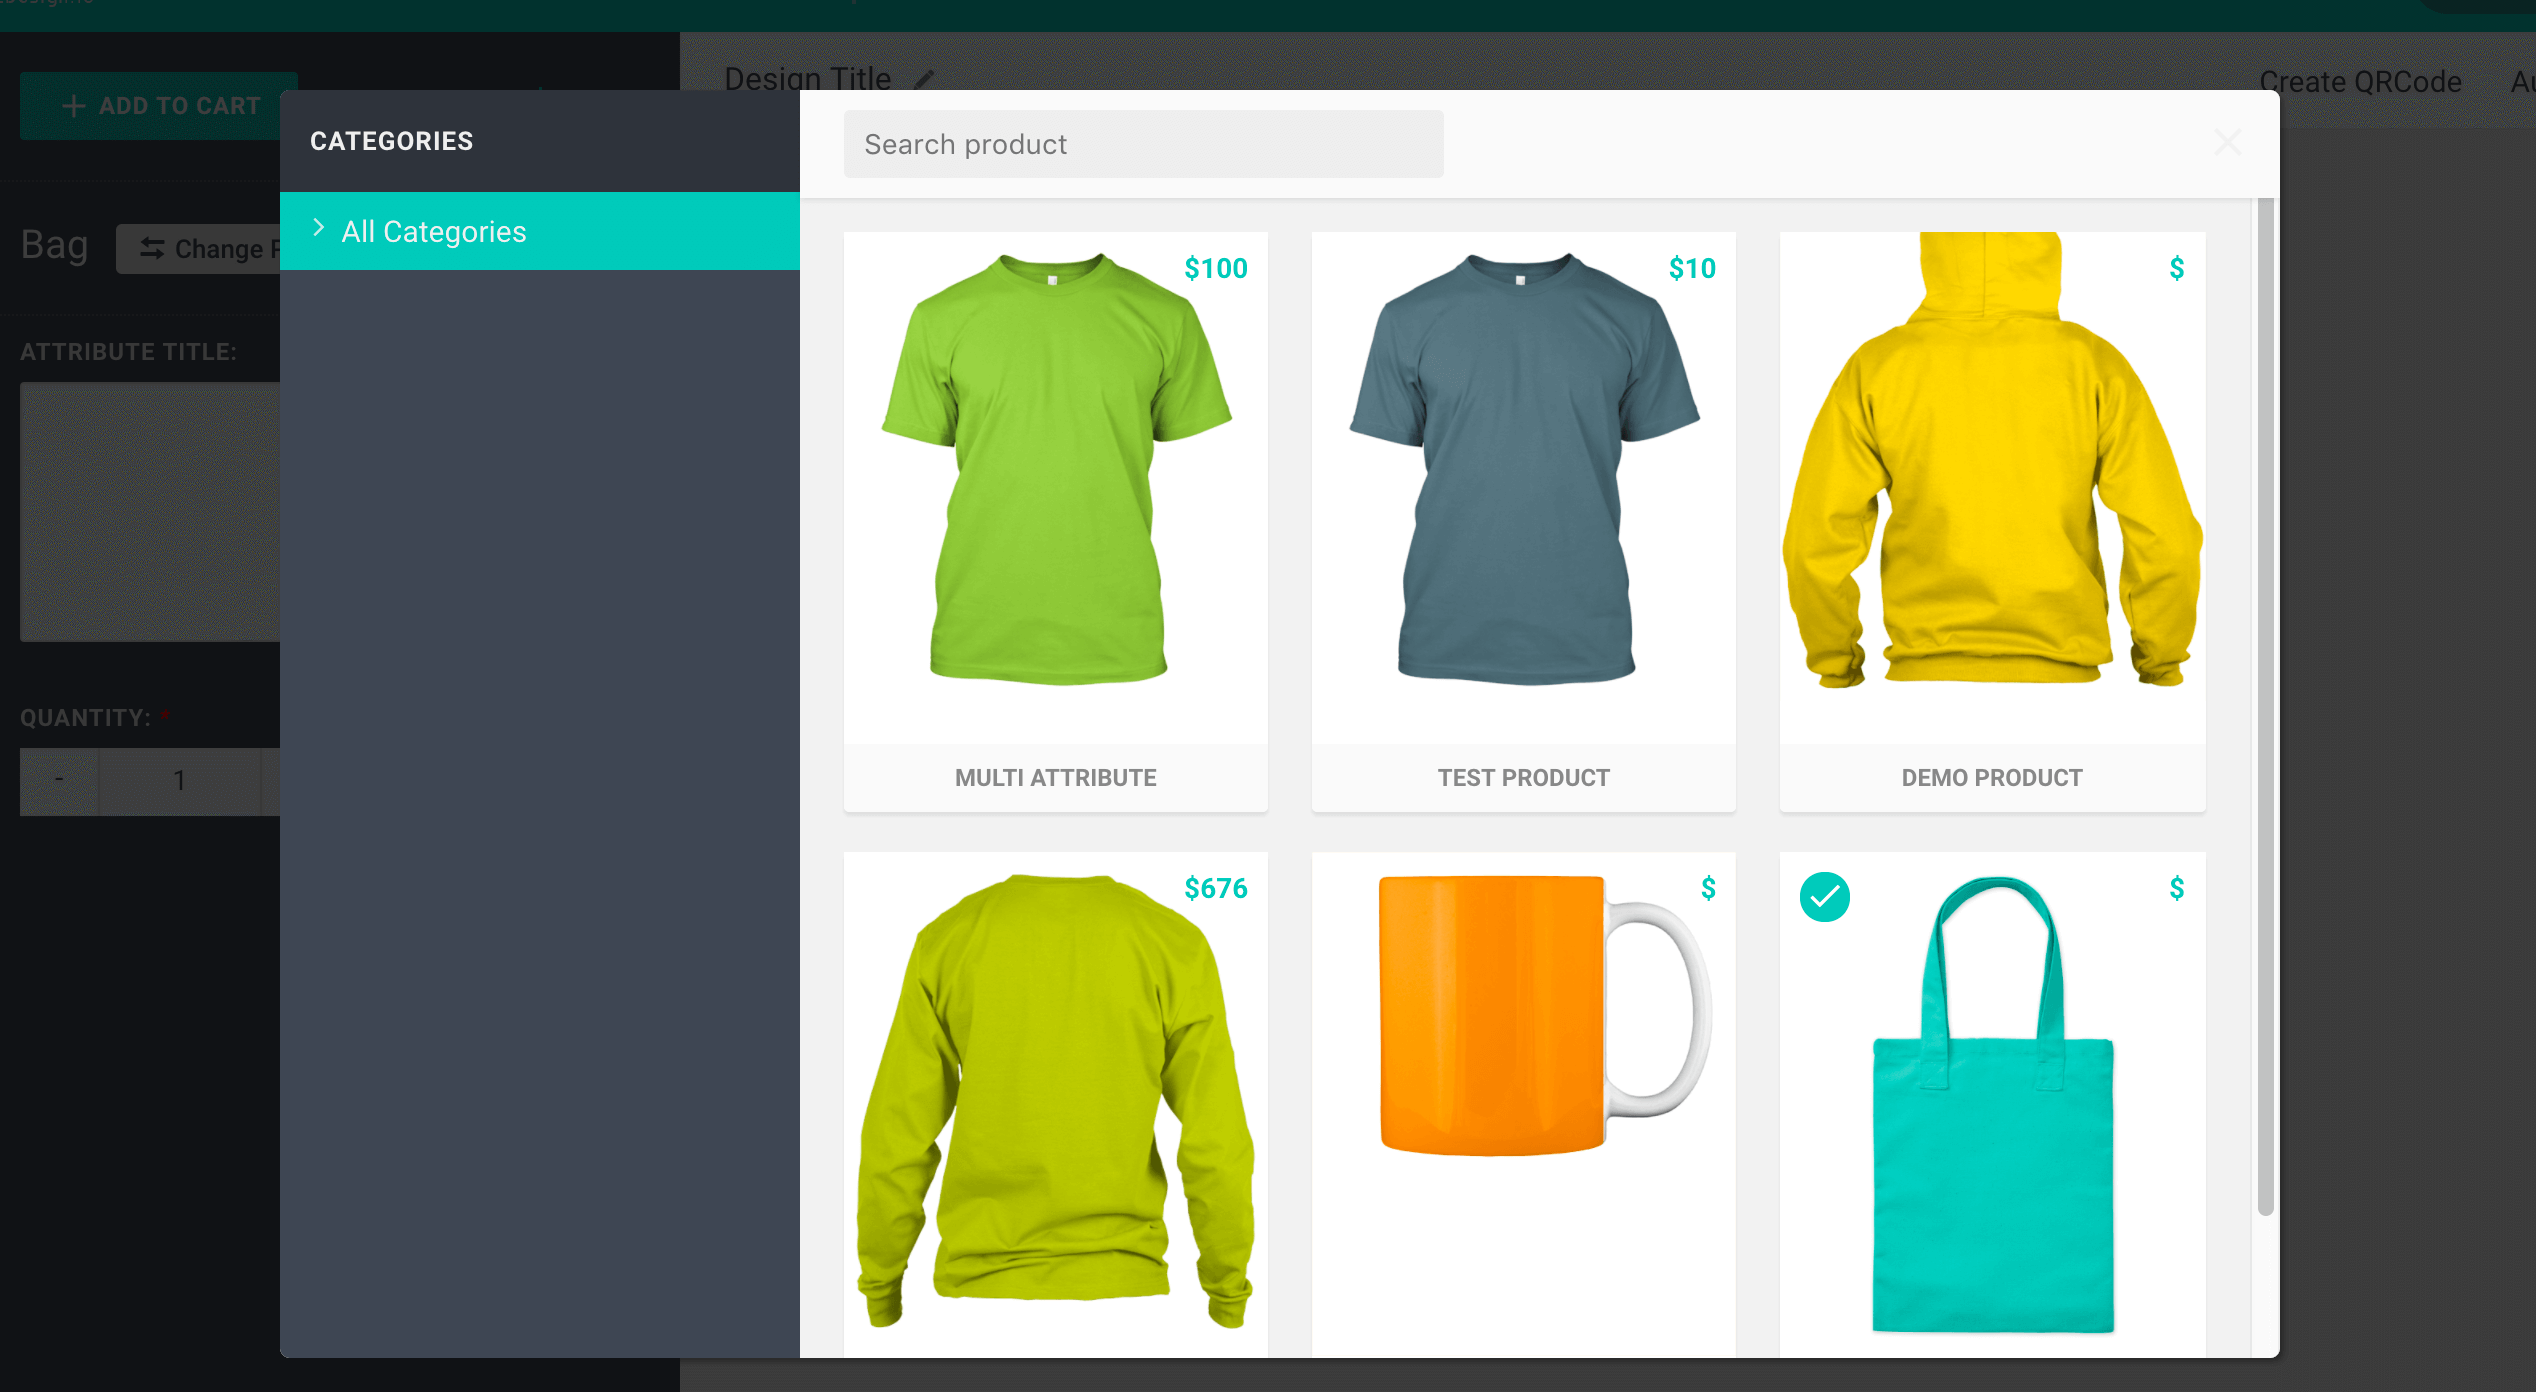 Design Title
Create QRCode
ADD TO CART
CATEGORIES
Search product
All Categories
Bag
Change
ATTRIBUTE TITLE:
QUANTITY: *
- 1
$100
$10
$
MULTI ATTRIBUTE
TEST PRODUCT
DEMO PRODUCT
$676
$
$